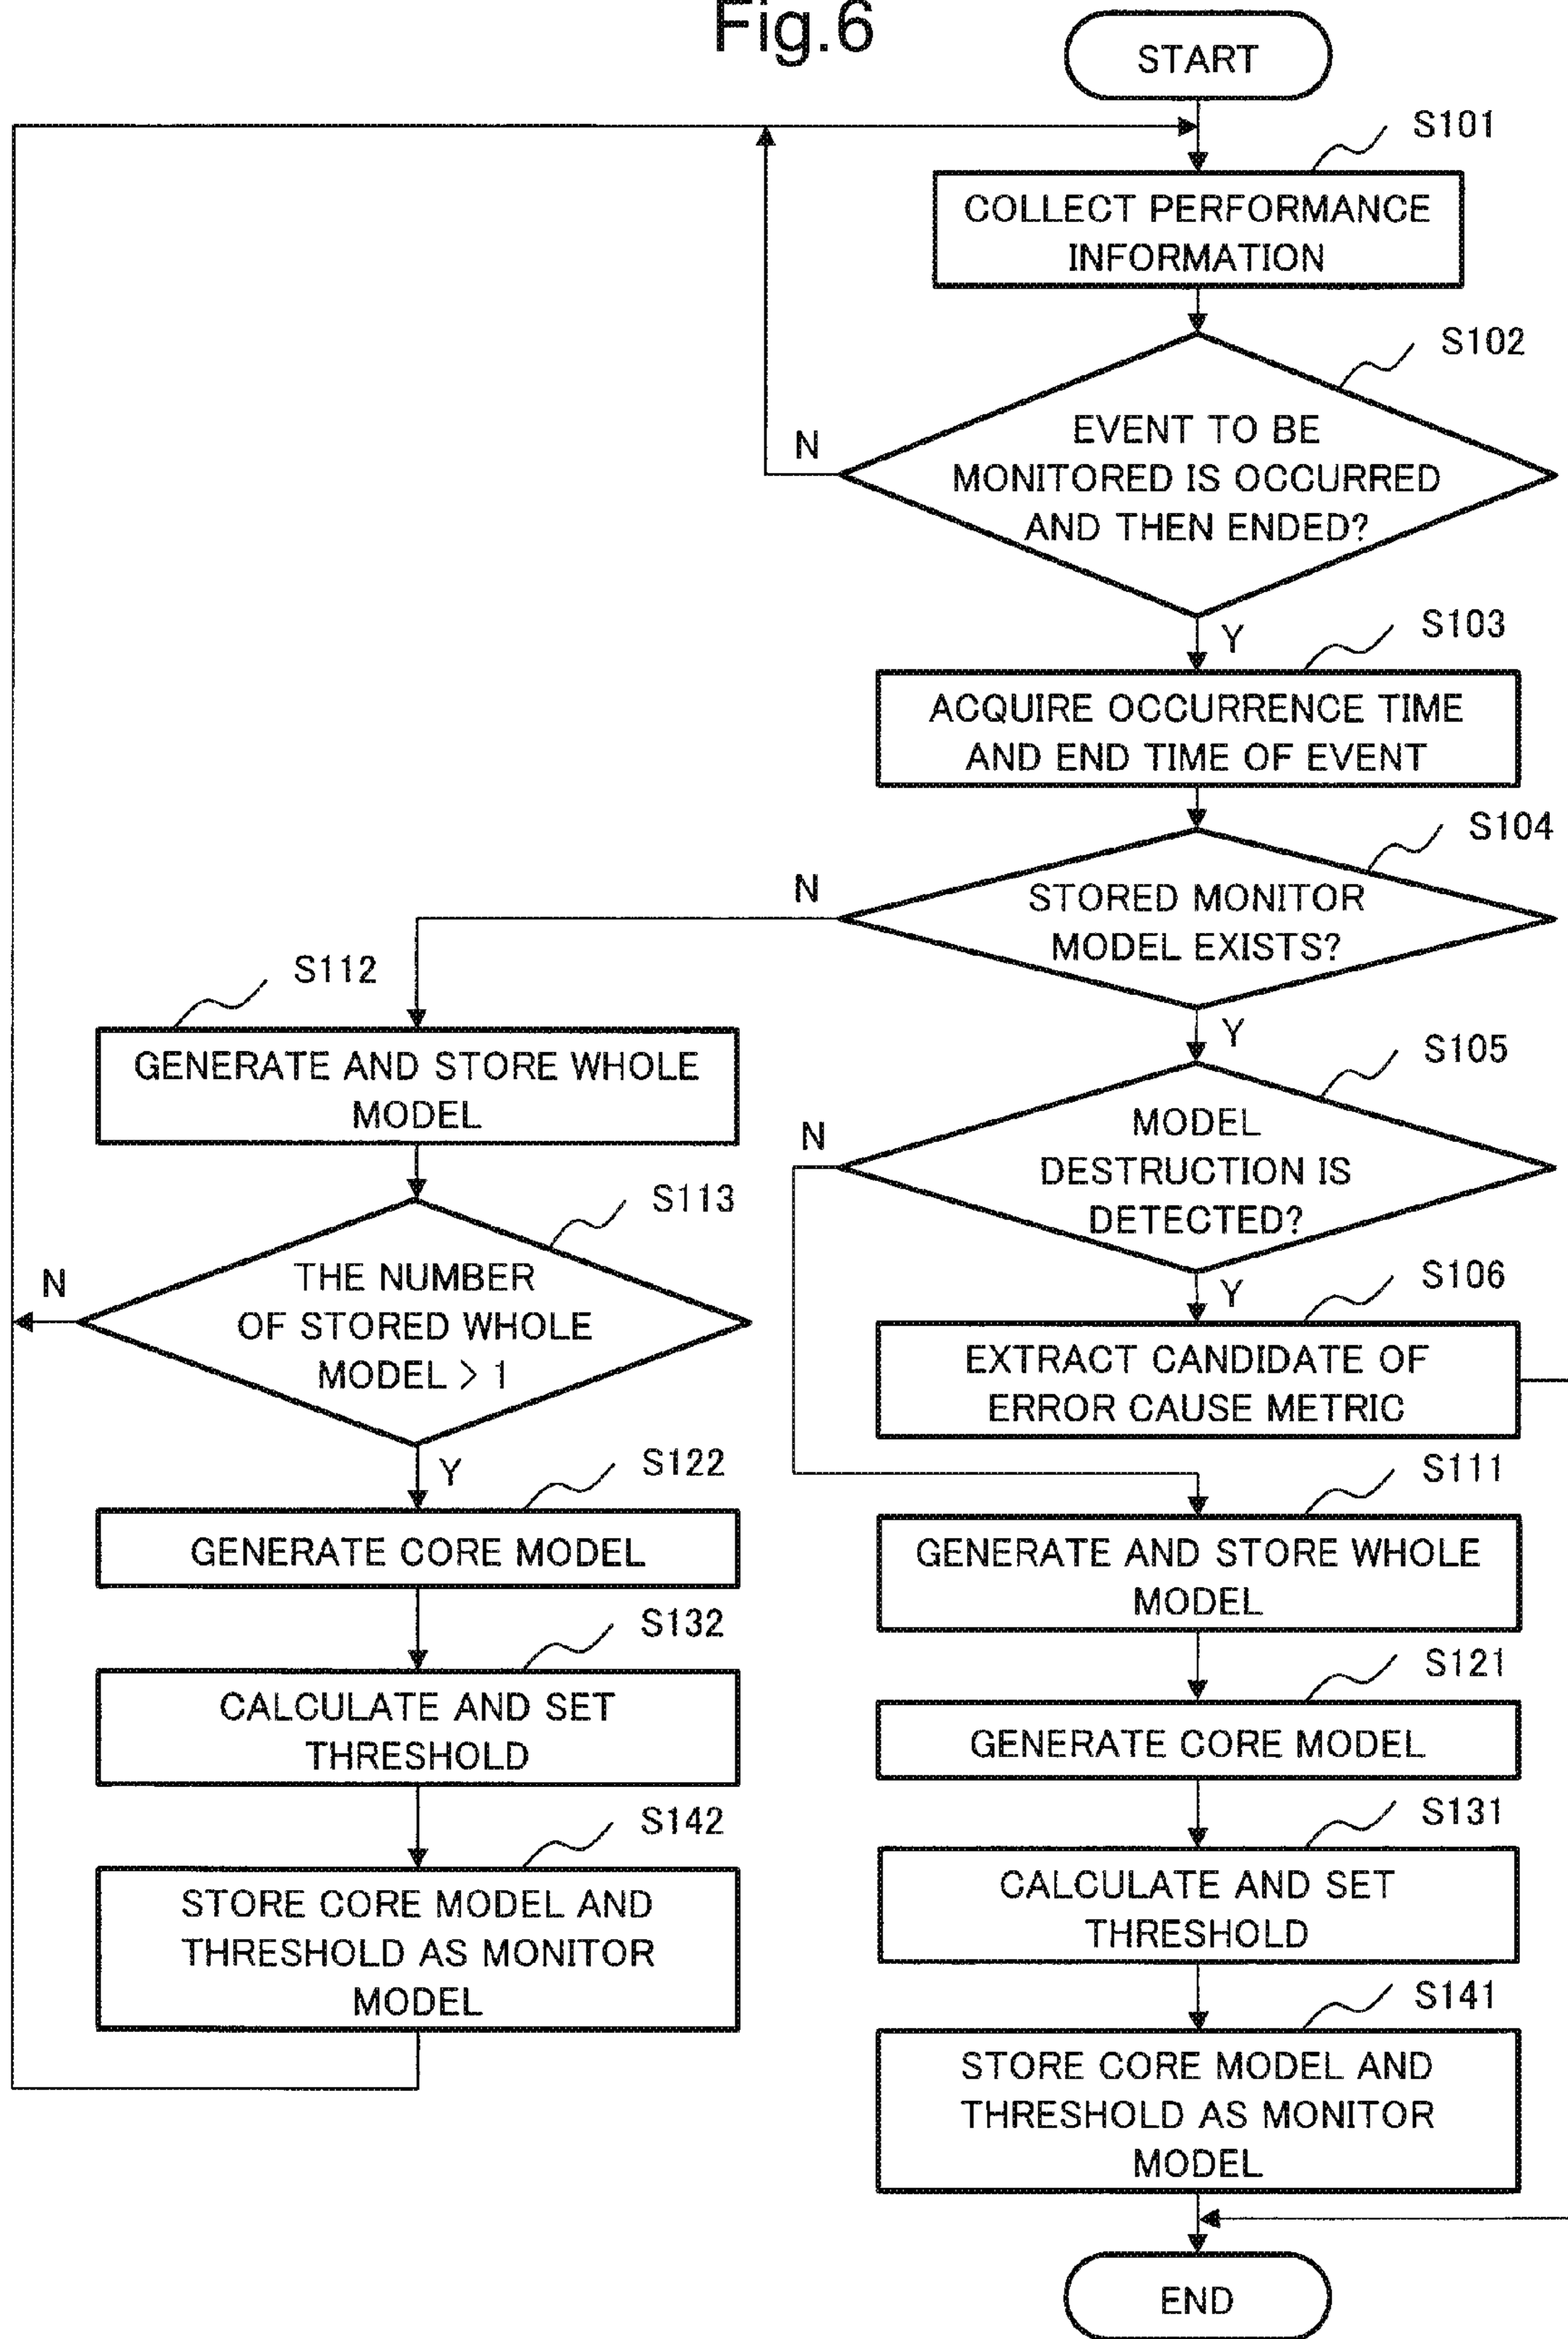 Fig.6
START
S101
COLLECT PERFORMANCE
INFORMATION
S102
EVENT TO BE
MONITORED IS OCCURRED
AND THEN ENDED?
N
Y
S103
ACQUIRE OCCURRENCE TIME
AND END TIME OF EVENT
S104
STORED MONITOR
MODEL EXISTS?
N
Y
S112
GENERATE AND STORE WHOLE
MODEL
S113
THE NUMBER
OF STORED WHOLE
MODEL > 1
N
Y
S122
GENERATE CORE MODEL
S132
CALCULATE AND SET
THRESHOLD
S142
STORE CORE MODEL AND
THRESHOLD AS MONITOR
MODEL
S105
MODEL
DESTRUCTION IS
DETECTED?
N
Y
S106
EXTRACT CANDIDATE OF
ERROR CAUSE METRIC
S111
GENERATE AND STORE WHOLE
MODEL
S121
GENERATE CORE MODEL
S131
CALCULATE AND SET
THRESHOLD
S141
STORE CORE MODEL AND
THRESHOLD AS MONITOR
MODEL
END